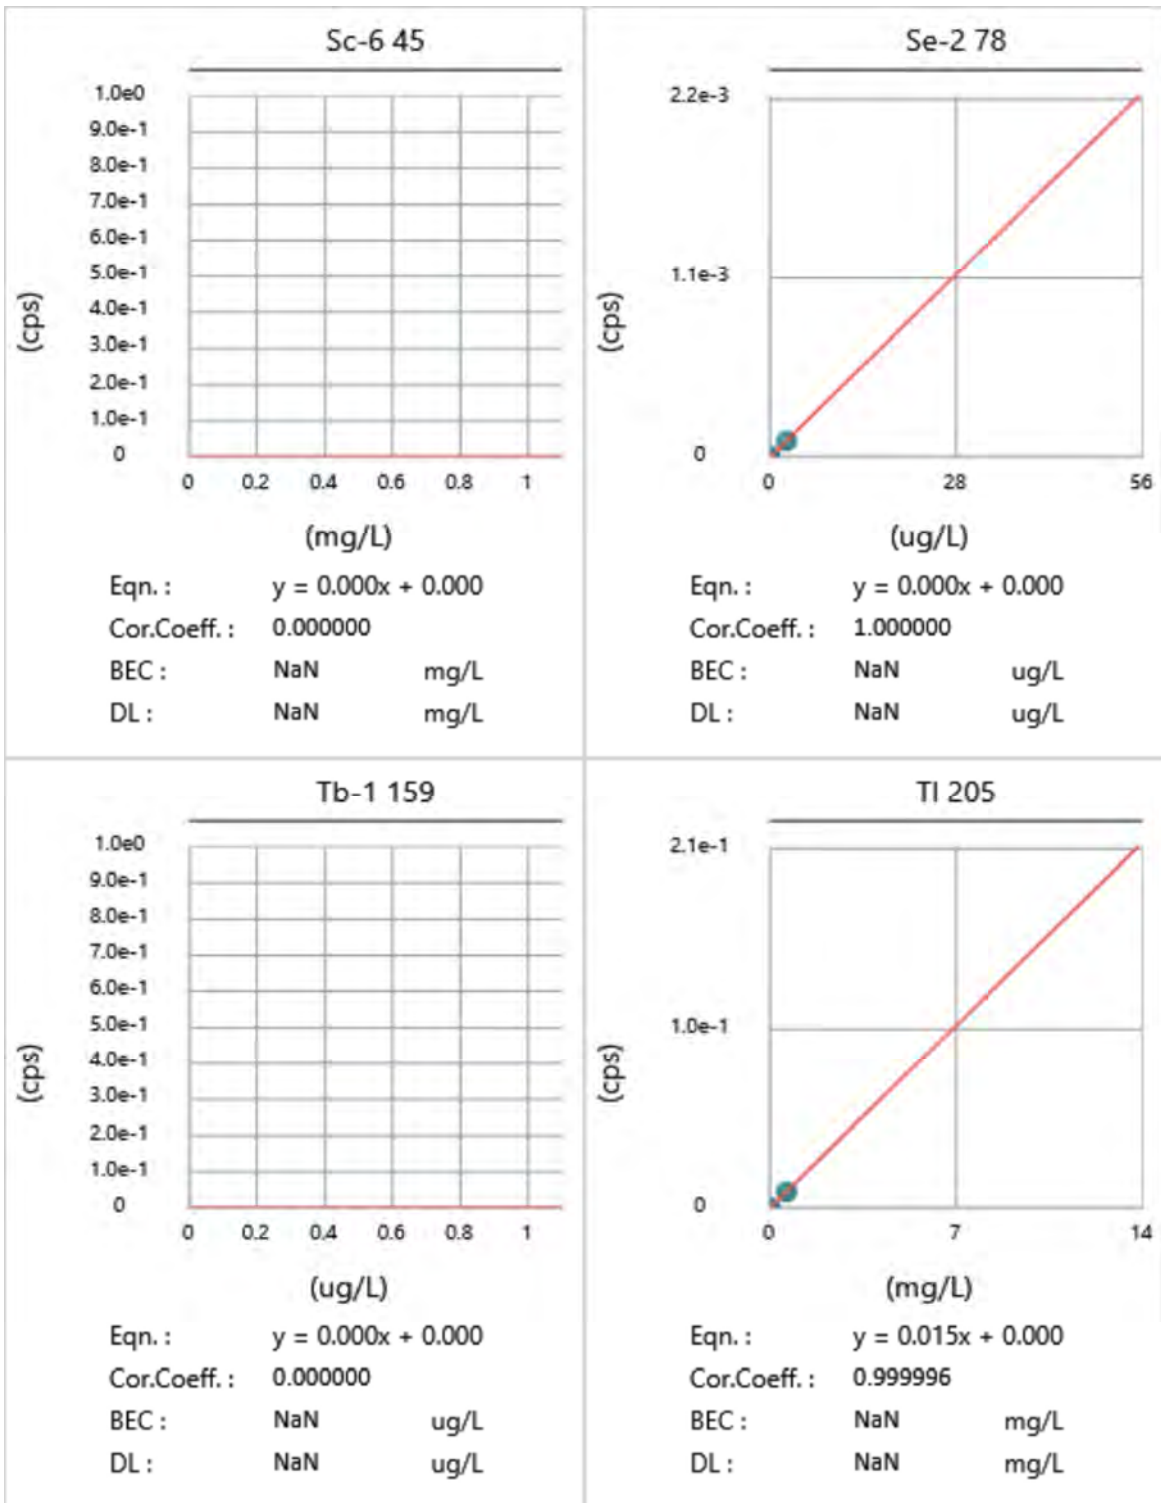 Sc-6 45
1.0e0
9.0e-1
8.0e-1
7.0e-1
6.0e-1
5.0e-1
4.0e-1
3.0e-1
2.0e-1
1.0e-1
0
(cps)
0 0.2 0.4 0.6 0.8 1
(mg/L)
Eqn. : y = 0.000x + 0.000
Cor.Coeff. : 0.000000
BEC : NaN mg/L
DL : NaN mg/L
Se-2 78
2.2e-3
1.1e-3
0
(cps)
0 28 56
(ug/L)
Eqn. : y = 0.000x + 0.000
Cor.Coeff. : 1.000000
BEC : NaN ug/L
DL : NaN ug/L
Tb-1 159
1.0e0
9.0e-1
8.0e-1
7.0e-1
6.0e-1
5.0e-1
4.0e-1
3.0e-1
2.0e-1
1.0e-1
0
(cps)
0 0.2 0.4 0.6 0.8 1
(ug/L)
Eqn. : y = 0.000x + 0.000
Cor.Coeff. : 0.000000
BEC : NaN ug/L
DL : NaN ug/L
Tl 205
2.1e-1
1.0e-1
0
(cps)
0 7 14
(mg/L)
Eqn. : y = 0.015x + 0.000
Cor.Coeff. : 0.999996
BEC : NaN mg/L
DL : NaN mg/L